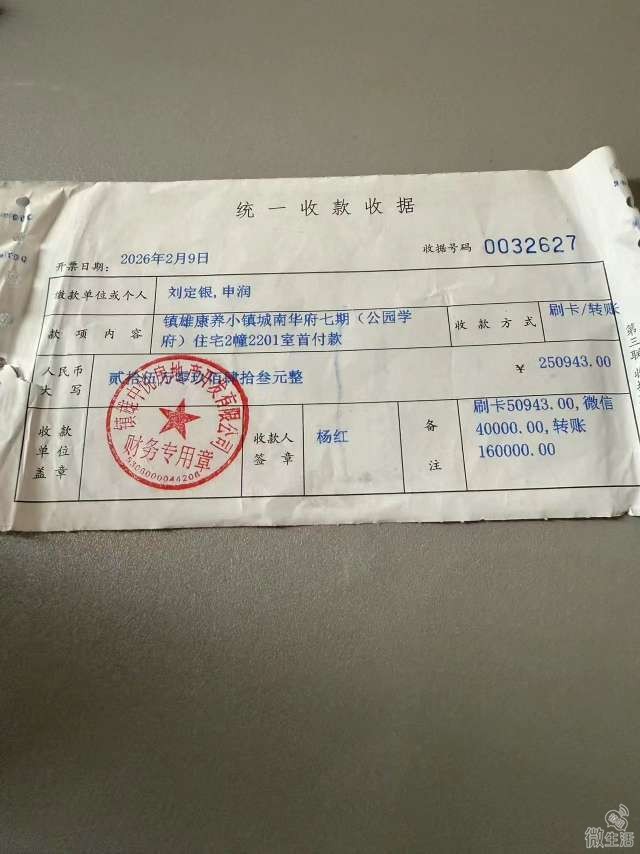 统一收款收据
开票日期: 2026年2月9日
收据号码 0032627
缴款单位或个人 刘定银,申润
款项内容 镇雄康养小镇城南华府七期（公园学
府）住宅2幢2201室首付款
收款方式 刷卡/转账
人民币
大写 贰拾伍万零玖佰肆拾叁元整
¥ 250943.00
收款
单位
盖章
财务专用章
收款人
签章 杨红
备
注
刷卡50943.00,微信
40000.00,转账
160000.00
第三联
微生活